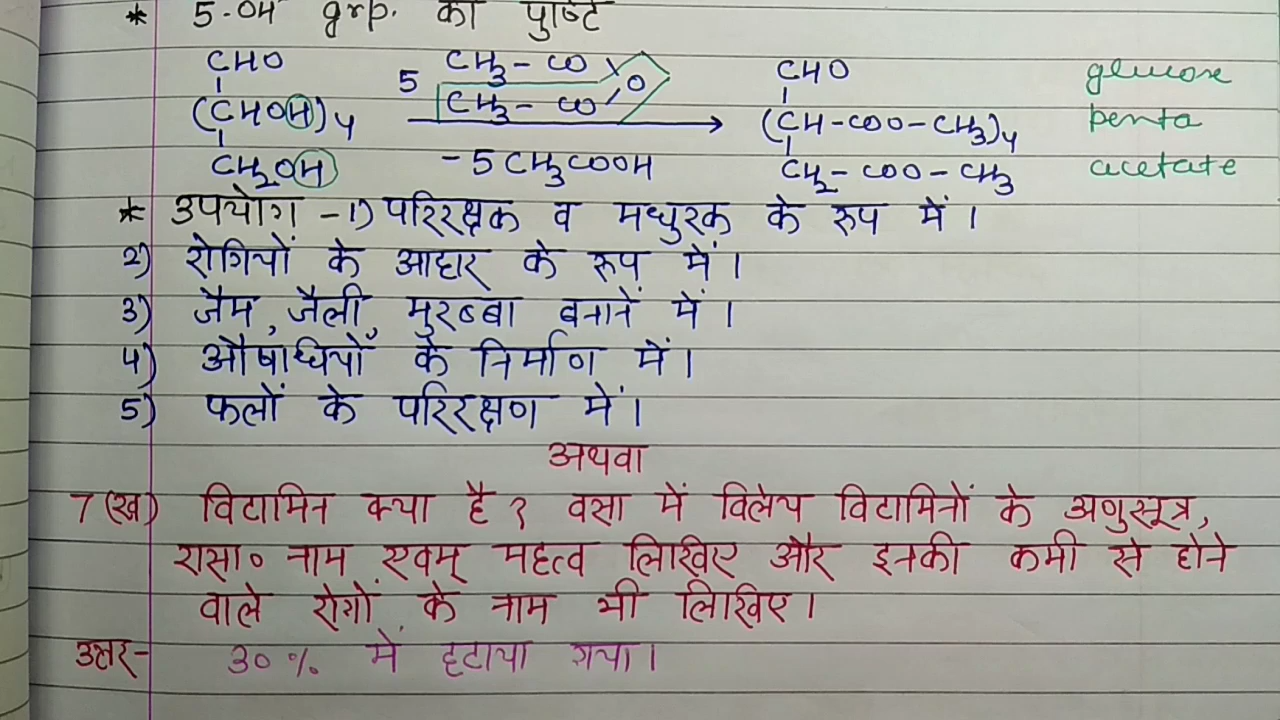 * 5-OH grp. की पुष्टि
CHO
(CHOH)4
CH2OH
5 CH3-CO
CH3-CO
O
-5CH3COOH
CHO
(CH-COO-CH3)4
CH2-COO-CH3
glucose
penta
acetate
* उपयोग -1) परिरक्षक व मधुरक के रुप में।
2) रोगियों के आहार के रूप में।
3) जैम, जैली, मुरब्बा बनाने में।
4) औषाधियों के निर्माण में।
5) फलों के परिरक्षण में।
अथवा
7(ख) विटामिन क्या है? वसा में विलेय विटामिनों के अणुसूत्र,
रासा० नाम एवम् महत्व लिखिए और इनकी कमी से होने
वाले रोगों के नाम भी लिखिए।
उत्तर- 30% में हटाया गया।